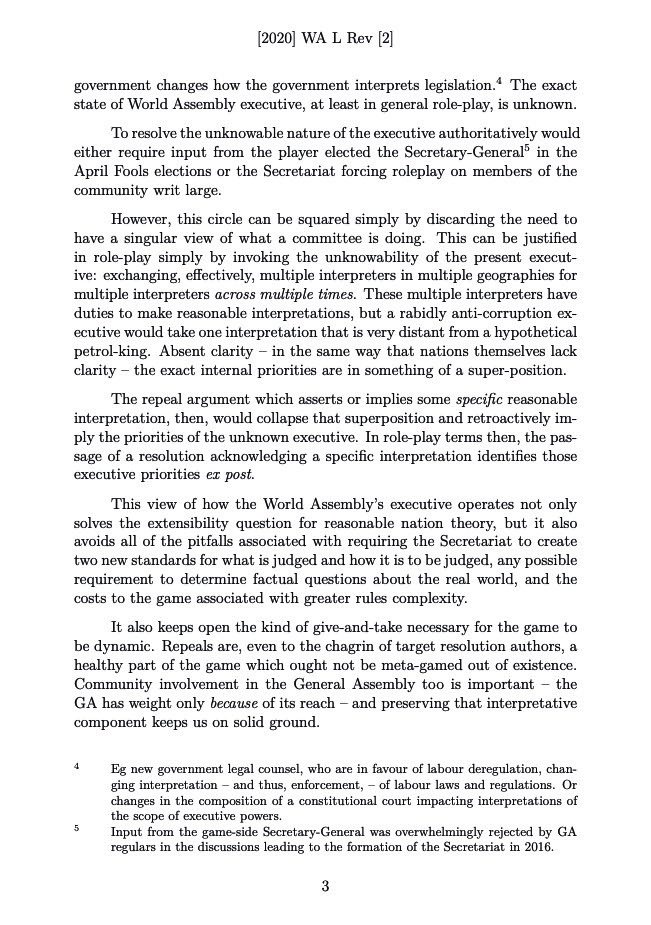 [2020] WA L Rev [2]
government changes how the government interprets legislation.⁴ The exact
state of World Assembly executive, at least in general role-play, is unknown.
To resolve the unknowable nature of the executive authoritatively would
either require input from the player elected the Secretary-General⁵ in the
April Fools elections or the Secretariat forcing roleplay on members of the
community writ large.
However, this circle can be squared simply by discarding the need to
have a singular view of what a committee is doing. This can be justified
in role-play simply by invoking the unknowability of the present execut-
ive: exchanging, effectively, multiple interpreters in multiple geographies for
multiple interpreters across multiple times. These multiple interpreters have
duties to make reasonable interpretations, but a rabidly anti-corruption ex-
ecutive would take one interpretation that is very distant from a hypothetical
petrol-king. Absent clarity – in the same way that nations themselves lack
clarity – the exact internal priorities are in something of a super-position.
The repeal argument which asserts or implies some specific reasonable
interpretation, then, would collapse that superposition and retroactively im-
ply the priorities of the unknown executive. In role-play terms then, the pas-
sage of a resolution acknowledging a specific interpretation identifies those
executive priorities ex post.
This view of how the World Assembly's executive operates not only
solves the extensibility question for reasonable nation theory, but it also
avoids all of the pitfalls associated with requiring the Secretariat to create
two new standards for what is judged and how it is to be judged, any possible
requirement to determine factual questions about the real world, and the
costs to the game associated with greater rules complexity.
It also keeps open the kind of give-and-take necessary for the game to
be dynamic. Repeals are, even to the chagrin of target resolution authors, a
healthy part of the game which ought not be meta-gamed out of existence.
Community involvement in the General Assembly too is important – the
GA has weight only because of its reach – and preserving that interpretative
component keeps us on solid ground.
4 Eg new government legal counsel, who are in favour of labour deregulation, chan-
ging interpretation – and thus, enforcement, – of labour laws and regulations. Or
changes in the composition of a constitutional court impacting interpretations of
the scope of executive powers.
5 Input from the game-side Secretary-General was overwhelmingly rejected by GA
regulars in the discussions leading to the formation of the Secretariat in 2016.
3